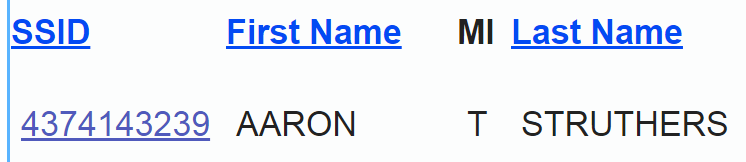 SSID First Name MI Last Name
4374143239 AARON T STRUTHERS